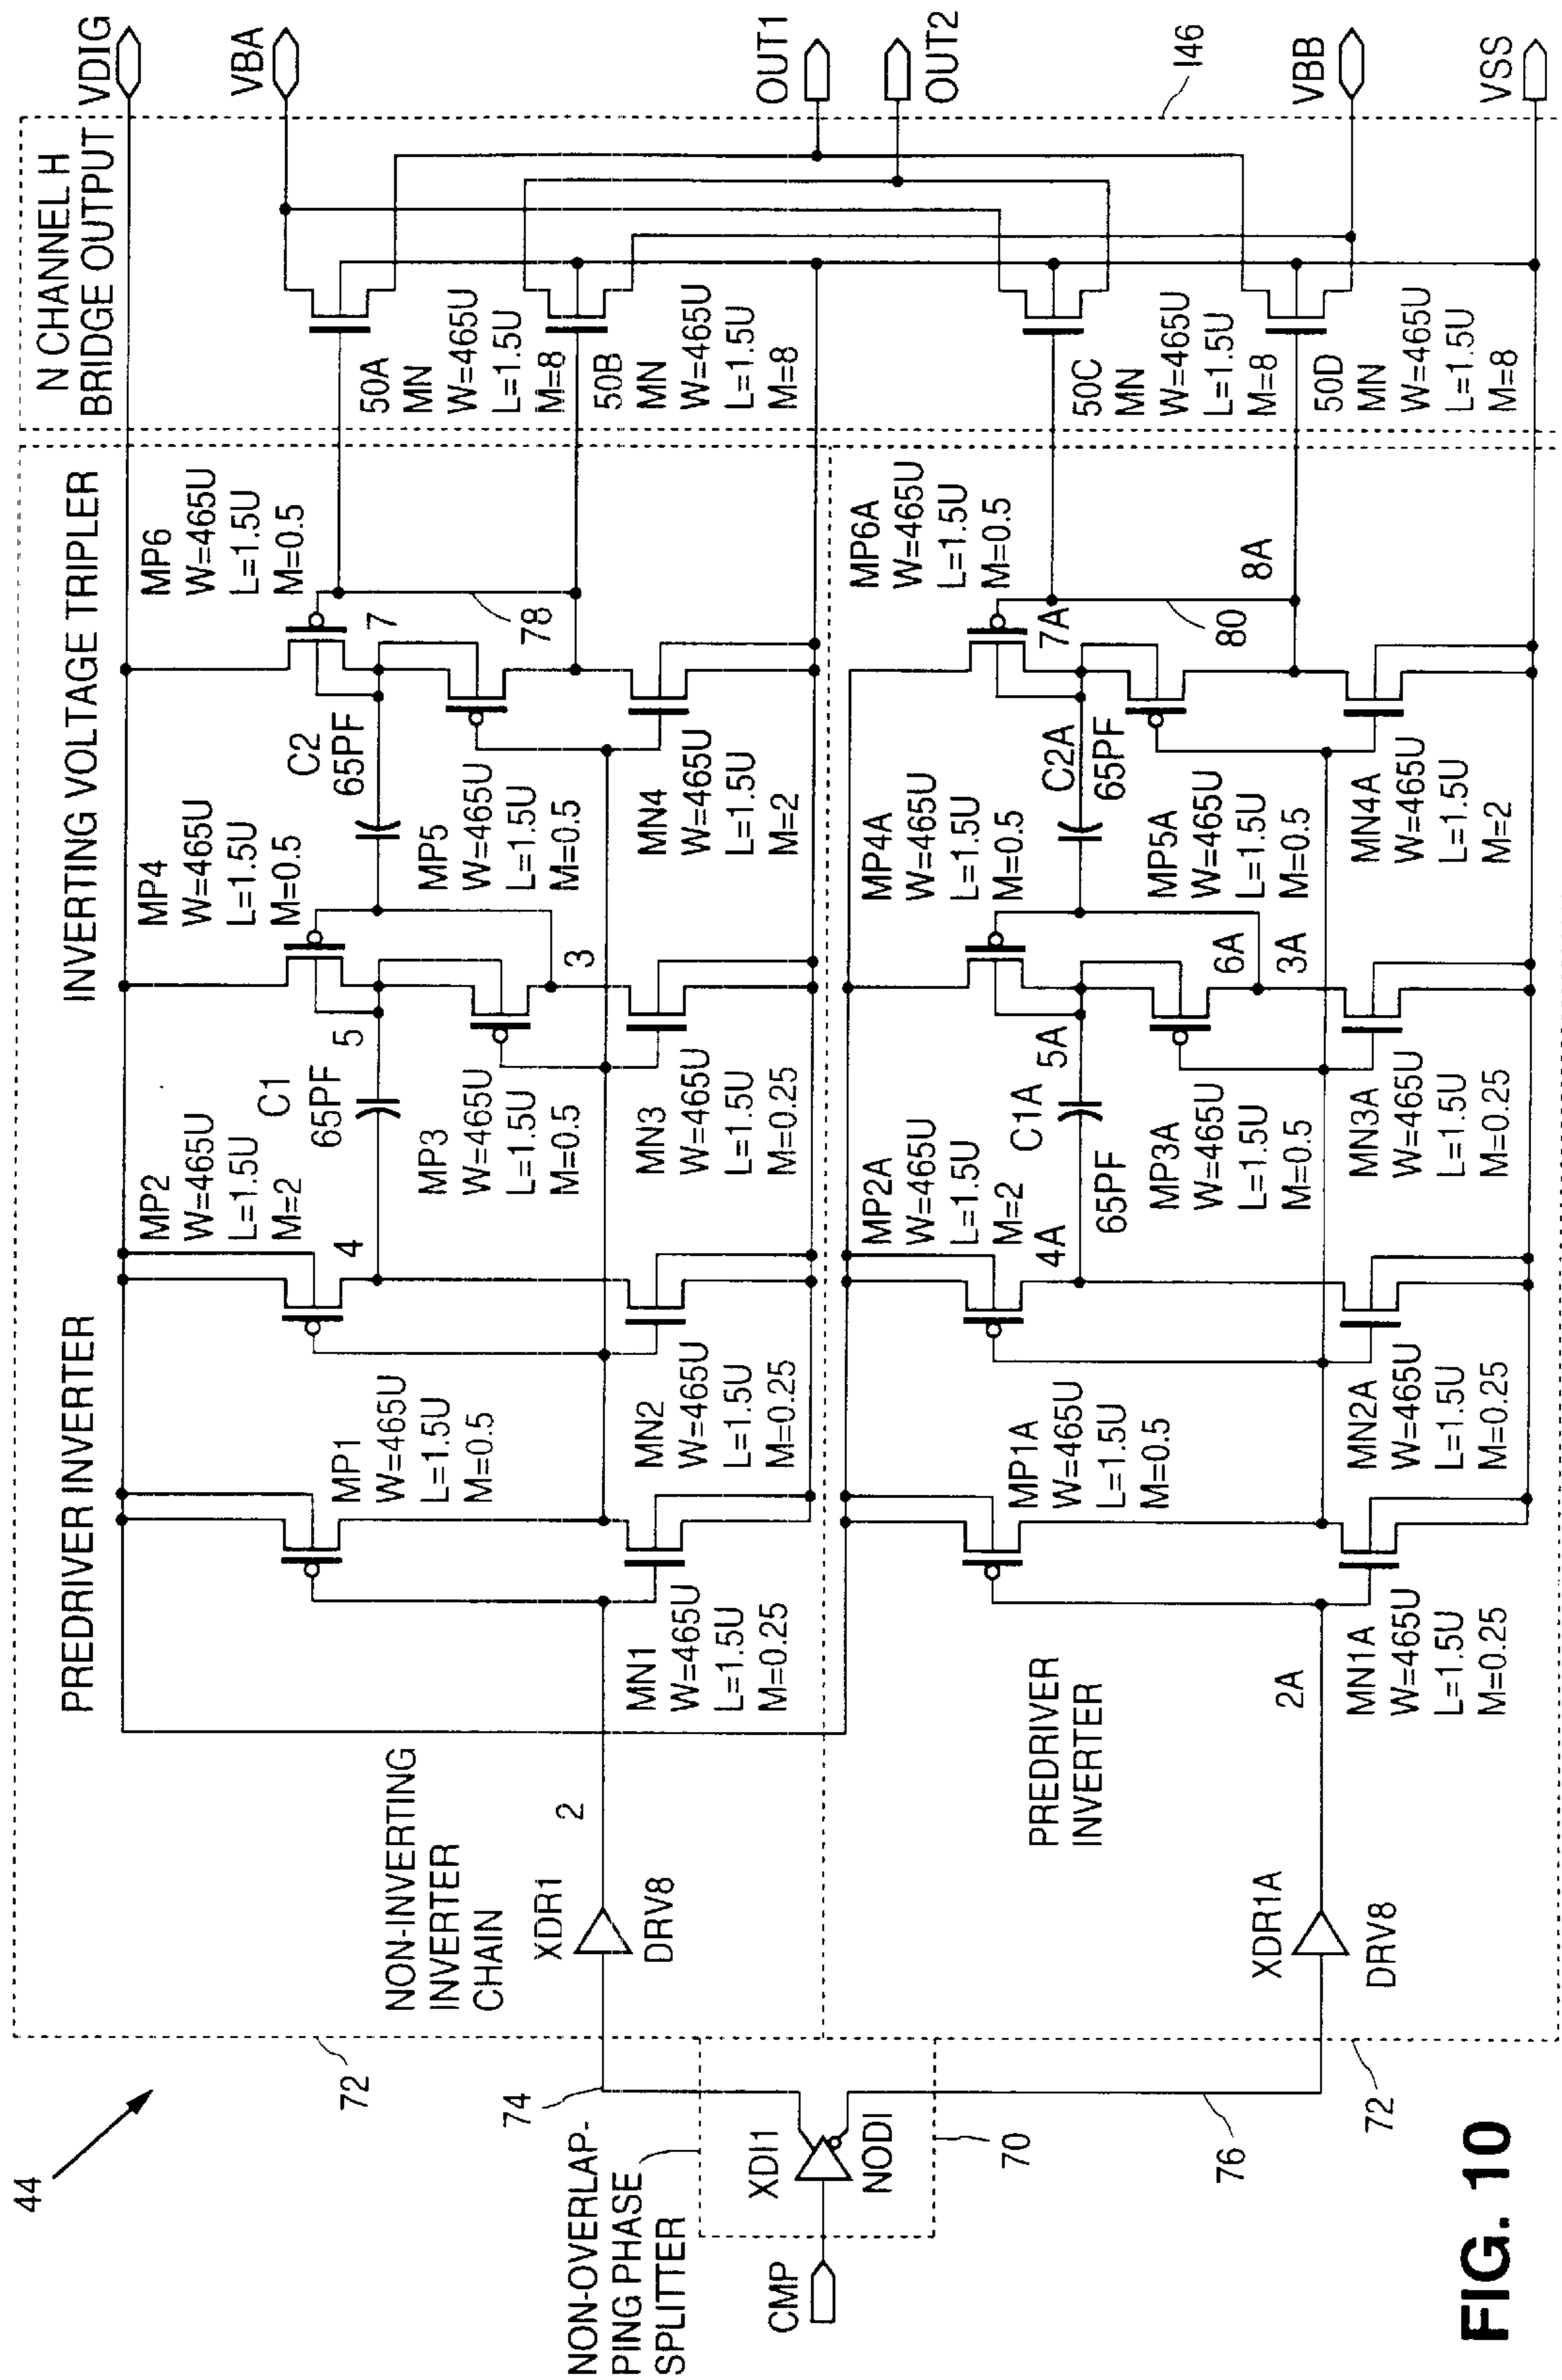 44
N CHANNEL H
BRIDGE OUTPUT
VDIG
VBA
OUT1
OUT2
VBB
VSS
146
INVERTING VOLTAGE TRIPLER
PREDRIVER INVERTER
NON-INVERTING
INVERTER
CHAIN
XDR1
DRV8
2
72
74
NON-OVERLAP-
PING PHASE
SPLITTER
XDI1
NODI
70
CMP
76
72
MP1
W=465U
L=1.5U
M=0.5
MN1
W=465U
L=1.5U
M=0.25
MP2
W=465U
L=1.5U
M=2
4
MN2
W=465U
L=1.5U
M=0.25
C1
65PF
5
MP3
W=465U
L=1.5U
M=0.5
MN3
W=465U
L=1.5U
M=0.25
MP4
W=465U
L=1.5U
M=0.5
3
C2
65PF
MP5
W=465U
L=1.5U
M=0.5
MN4
W=465U
L=1.5U
M=2
MP6
W=465U
L=1.5U
M=0.5
7
78
50A
MN
W=465U
L=1.5U
M=8
50B
MN
W=465U
L=1.5U
M=8
50C
MN
W=465U
L=1.5U
M=8
50D
MN
W=465U
L=1.5U
M=8
PREDRIVER
INVERTER
XDR1A
DRV8
2A
MP1A
W=465U
L=1.5U
M=0.5
MN1A
W=465U
L=1.5U
M=0.25
MP2A
W=465U
L=1.5U
M=2
4A
MN2A
W=465U
L=1.5U
M=0.25
C1A
65PF
5A
MP3A
W=465U
L=1.5U
M=0.5
MN3A
W=465U
L=1.5U
M=0.25
MP4A
W=465U
L=1.5U
M=0.5
6A
3A
C2A
65PF
MP5A
W=465U
L=1.5U
M=0.5
MN4A
W=465U
L=1.5U
M=2
MP6A
W=465U
L=1.5U
M=0.5
7A
80
8A
FIG. 10